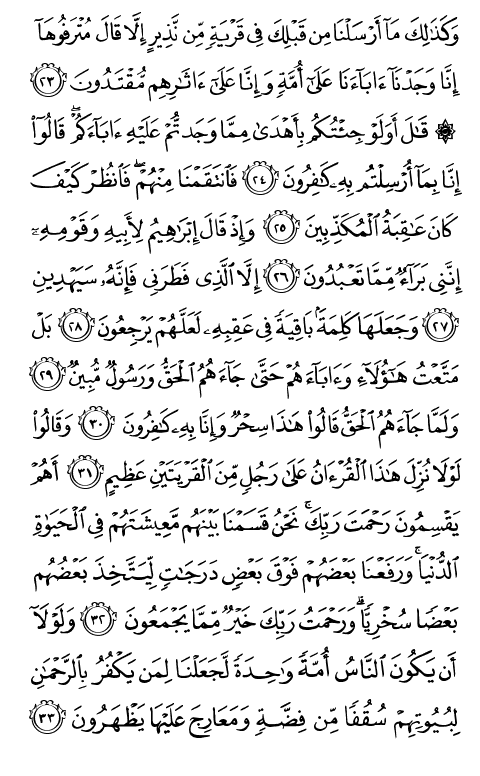 وَكَذَٰلِكَ مَآ أَرْسَلْنَا مِن قَبْلِكَ فِى قَرْيَةٍ مِّن نَّذِيرٍ إِلَّا قَالَ مُتْرَفُوهَآ
إِنَّا وَجَدْنَآ ءَابَآءَنَا عَلَىٰٓ أُمَّةٍ وَإِنَّا عَلَىٰٓ ءَاثَٰرِهِم مُّقْتَدُونَ ٢٣
۞ قَٰلَ أَوَلَوْ جِئْتُكُم بِأَهْدَىٰ مِمَّا وَجَدتُّمْ عَلَيْهِ ءَابَآءَكُمْ ۖ قَالُوٓا۟
إِنَّا بِمَآ أُرْسِلْتُم بِهِۦ كَٰفِرُونَ ٢٤ فَٱنتَقَمْنَا مِنْهُمْ ۖ فَٱنظُرْ كَيْفَ
كَانَ عَٰقِبَةُ ٱلْمُكَذِّبِينَ ٢٥ وَإِذْ قَالَ إِبْرَٰهِيمُ لِأَبِيهِ وَقَوْمِهِۦٓ
إِنَّنِى بَرَآءٌ مِّمَّا تَعْبُدُونَ ٢٦ إِلَّا ٱلَّذِى فَطَرَنِى فَإِنَّهُۥ سَيَهْدِينِ
٢٧ وَجَعَلَهَا كَلِمَةًۢ بَاقِيَةً فِى عَقِبِهِۦ لَعَلَّهُمْ يَرْجِعُونَ ٢٨ بَلْ
مَتَّعْتُ هَٰٓؤُلَآءِ وَءَابَآءَهُمْ حَتَّىٰ جَآءَهُمُ ٱلْحَقُّ وَرَسُولٌ مُّبِينٌ ٢٩
وَلَمَّا جَآءَهُمُ ٱلْحَقُّ قَالُوا۟ هَٰذَا سِحْرٌ وَإِنَّا بِهِۦ كَٰفِرُونَ ٣٠ وَقَالُوا۟
لَوْلَا نُزِّلَ هَٰذَا ٱلْقُرْءَانُ عَلَىٰ رَجُلٍ مِّنَ ٱلْقَرْيَتَيْنِ عَظِيمٍ ٣١ أَهُمْ
يَقْسِمُونَ رَحْمَتَ رَبِّكَ ۚ نَحْنُ قَسَمْنَا بَيْنَهُم مَّعِيشَتَهُمْ فِى ٱلْحَيَوٰةِ
ٱلدُّنْيَا ۚ وَرَفَعْنَا بَعْضَهُمْ فَوْقَ بَعْضٍ دَرَجَٰتٍ لِّيَتَّخِذَ بَعْضُهُم
بَعْضًا سُخْرِيًّا ۗ وَرَحْمَتُ رَبِّكَ خَيْرٌ مِّمَّا يَجْمَعُونَ ٣٢ وَلَوْلَآ
أَن يَكُونَ ٱلنَّاسُ أُمَّةً وَٰحِدَةً لَّجَعَلْنَا لِمَن يَكْفُرُ بِٱلرَّحْمَٰنِ
لِبُيُوتِهِمْ سُقُفًا مِّن فِضَّةٍ وَمَعَارِجَ عَلَيْهَا يَظْهَرُونَ ٣٣